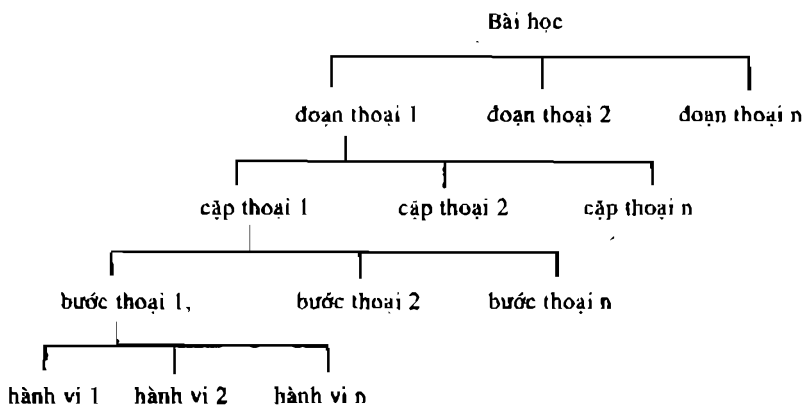 Bài học
đoạn thoại 1 đoạn thoại 2 đoạn thoại n
cặp thoại 1 cặp thoại 2 cặp thoại n
bước thoại 1, bước thoại 2 bước thoại n
hành vi 1 hành vi 2 hành vi n